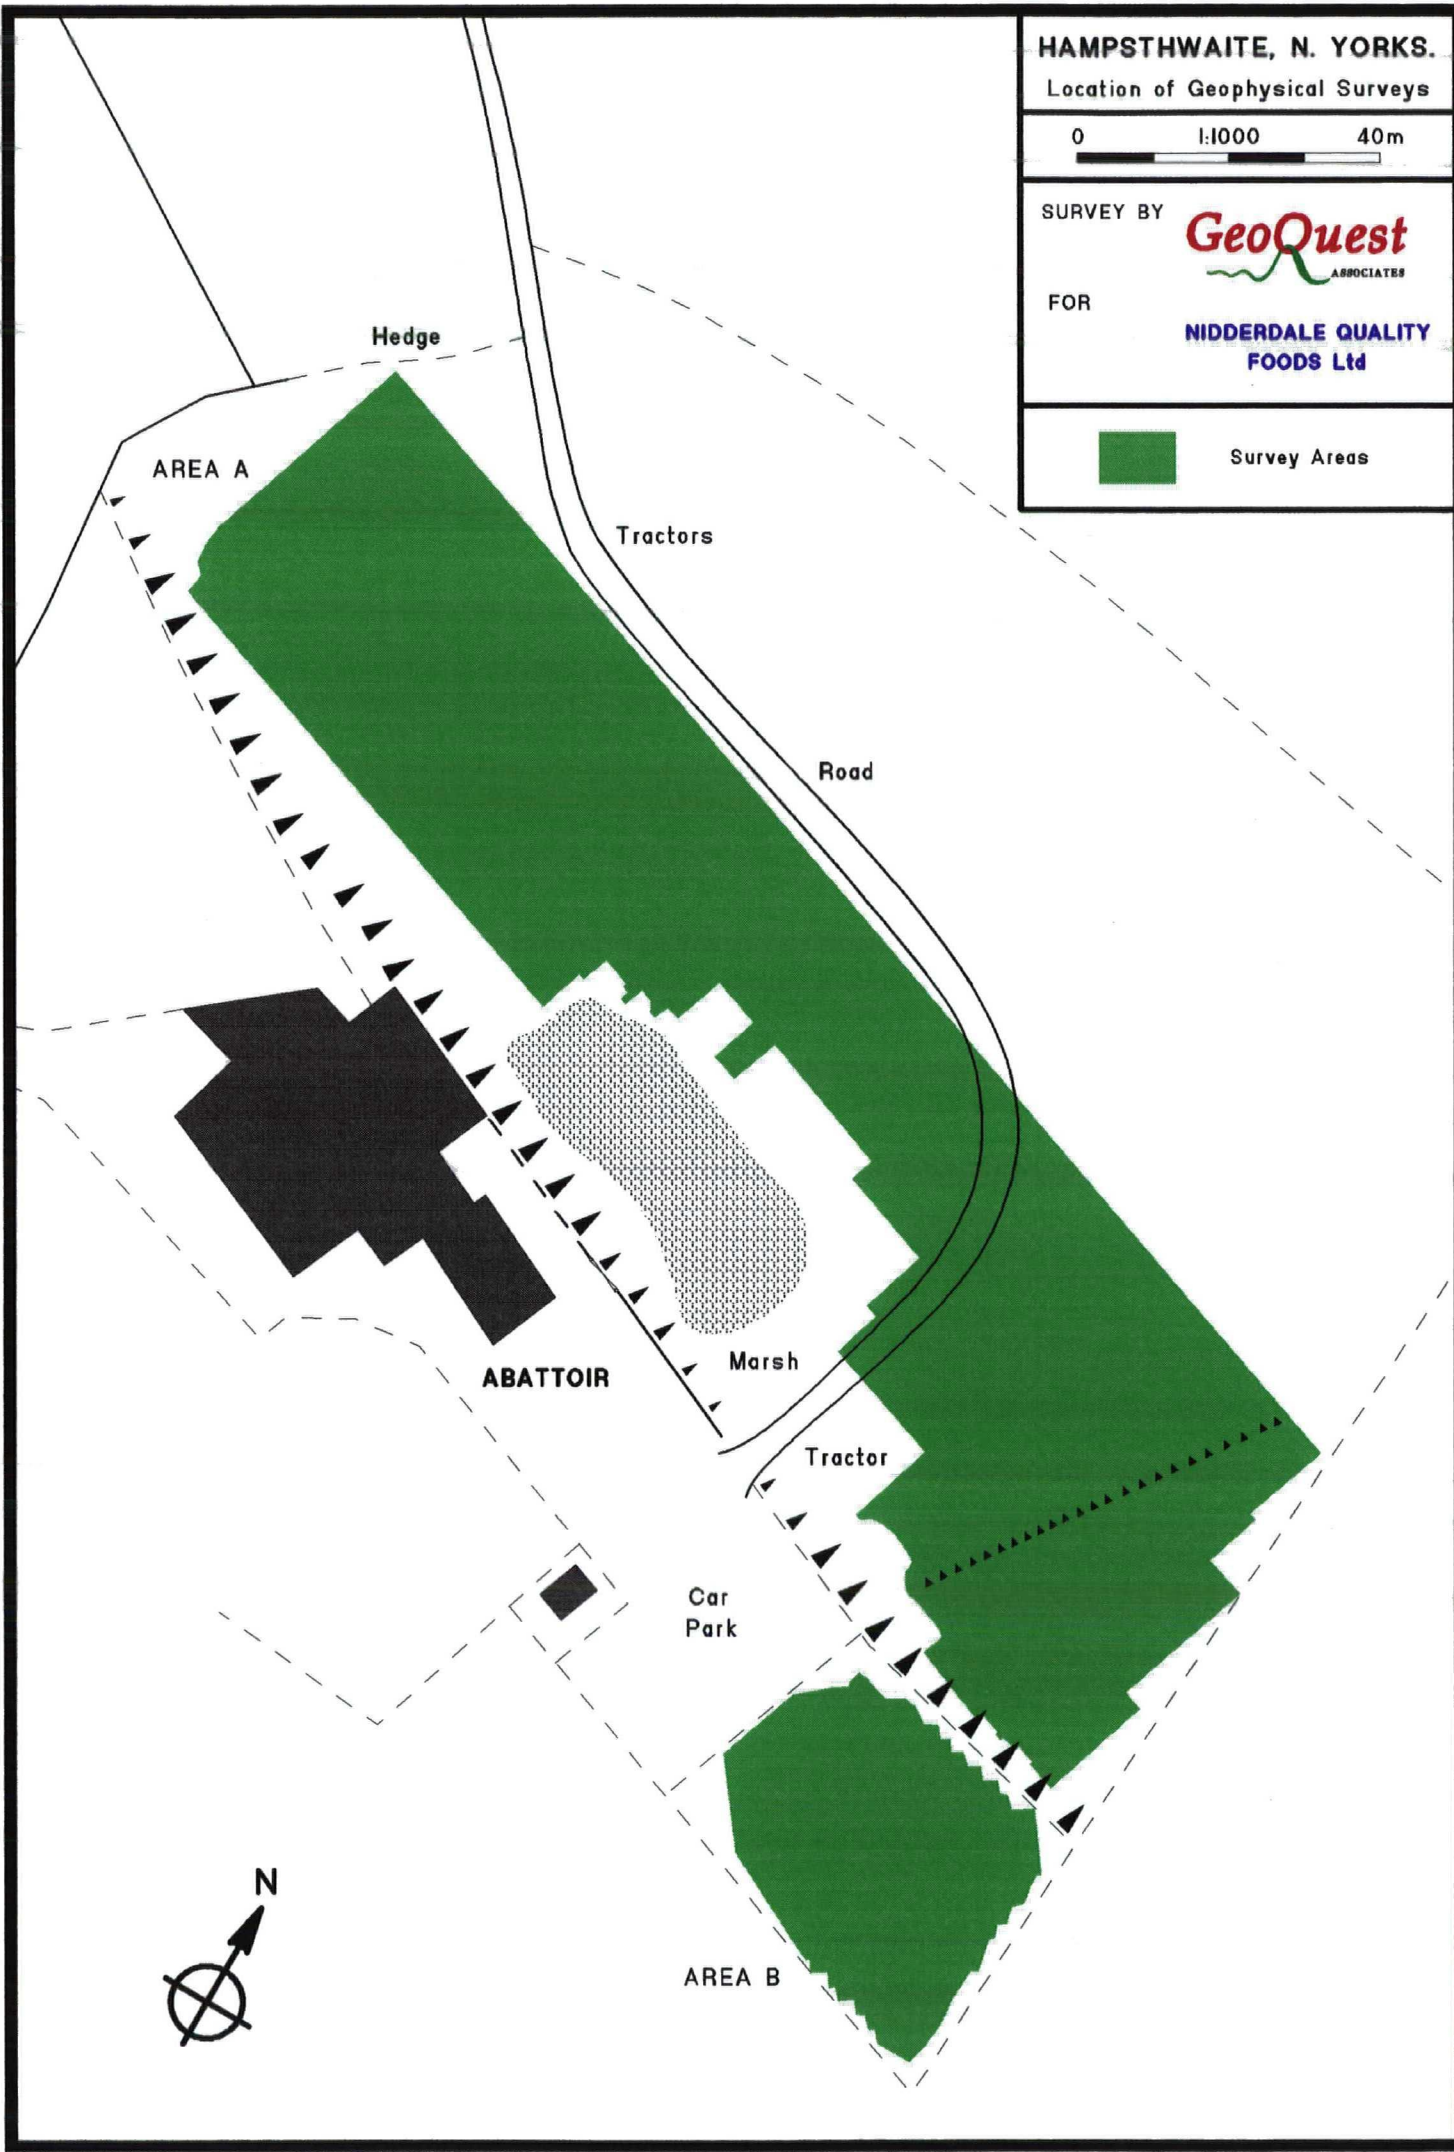 HAMPSTHWAITE, N. YORKS.
Location of Geophysical Surveys
0 1:1000 40m
SURVEY BY
GeoQuest
ASSOCIATES
FOR
NIDDERDALE QUALITY
FOODS Ltd
Survey Areas
Hedge
AREA A
Tractors
Road
Marsh
ABATTOIR
Tractor
Car
Park
N
AREA B